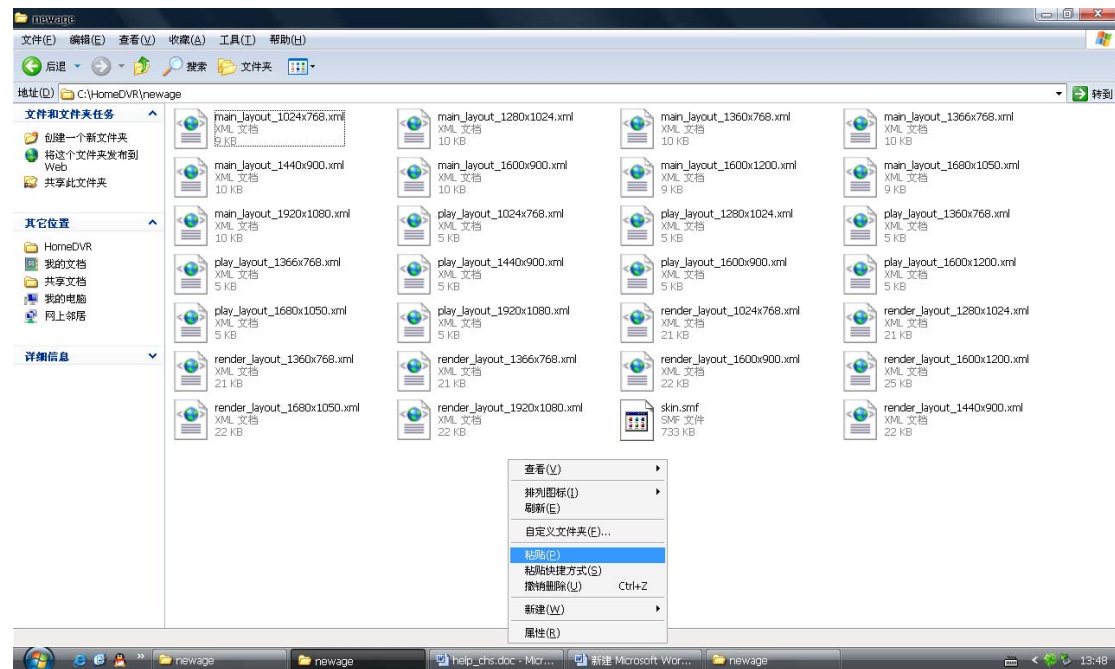 newage
文件(F) 编辑(E) 查看(V) 收藏(A) 工具(T) 帮助(H)
后退 搜索 文件夹
地址(D) C:\HomeDVR\newage 转到
文件和文件夹任务
创建一个新文件夹
将这个文件夹发布到
Web
共享此文件夹
其它位置
HomeDVR
我的文档
共享文档
我的电脑
网上邻居
详细信息
main_layout_1024x768.xml
XML 文档
9 KB
main_layout_1280x1024.xml
XML 文档
10 KB
main_layout_1360x768.xml
XML 文档
10 KB
main_layout_1366x768.xml
XML 文档
10 KB
main_layout_1440x900.xml
XML 文档
10 KB
main_layout_1600x900.xml
XML 文档
10 KB
main_layout_1600x1200.xml
XML 文档
9 KB
main_layout_1680x1050.xml
XML 文档
9 KB
main_layout_1920x1080.xml
XML 文档
10 KB
play_layout_1024x768.xml
XML 文档
5 KB
play_layout_1280x1024.xml
XML 文档
5 KB
play_layout_1360x768.xml
XML 文档
5 KB
play_layout_1366x768.xml
XML 文档
5 KB
play_layout_1440x900.xml
XML 文档
5 KB
play_layout_1600x900.xml
XML 文档
5 KB
play_layout_1600x1200.xml
XML 文档
5 KB
play_layout_1680x1050.xml
XML 文档
5 KB
play_layout_1920x1080.xml
XML 文档
5 KB
render_layout_1024x768.xml
XML 文档
21 KB
render_layout_1280x1024.xml
XML 文档
21 KB
render_layout_1360x768.xml
XML 文档
21 KB
render_layout_1366x768.xml
XML 文档
21 KB
render_layout_1600x900.xml
XML 文档
22 KB
render_layout_1600x1200.xml
XML 文档
25 KB
render_layout_1680x1050.xml
XML 文档
22 KB
render_layout_1920x1080.xml
XML 文档
22 KB
skin.smf
SMF 文件
733 KB
render_layout_1440x900.xml
XML 文档
22 KB
查看(V)
排列图标(I)
刷新(E)
自定义文件夹(F)...
粘贴(P)
粘贴快捷方式(S)
撤销删除(U) Ctrl+Z
新建(W)
属性(R)
newage newage help_chs.doc - Micr... 新建 Microsoft Wor... newage 13:48